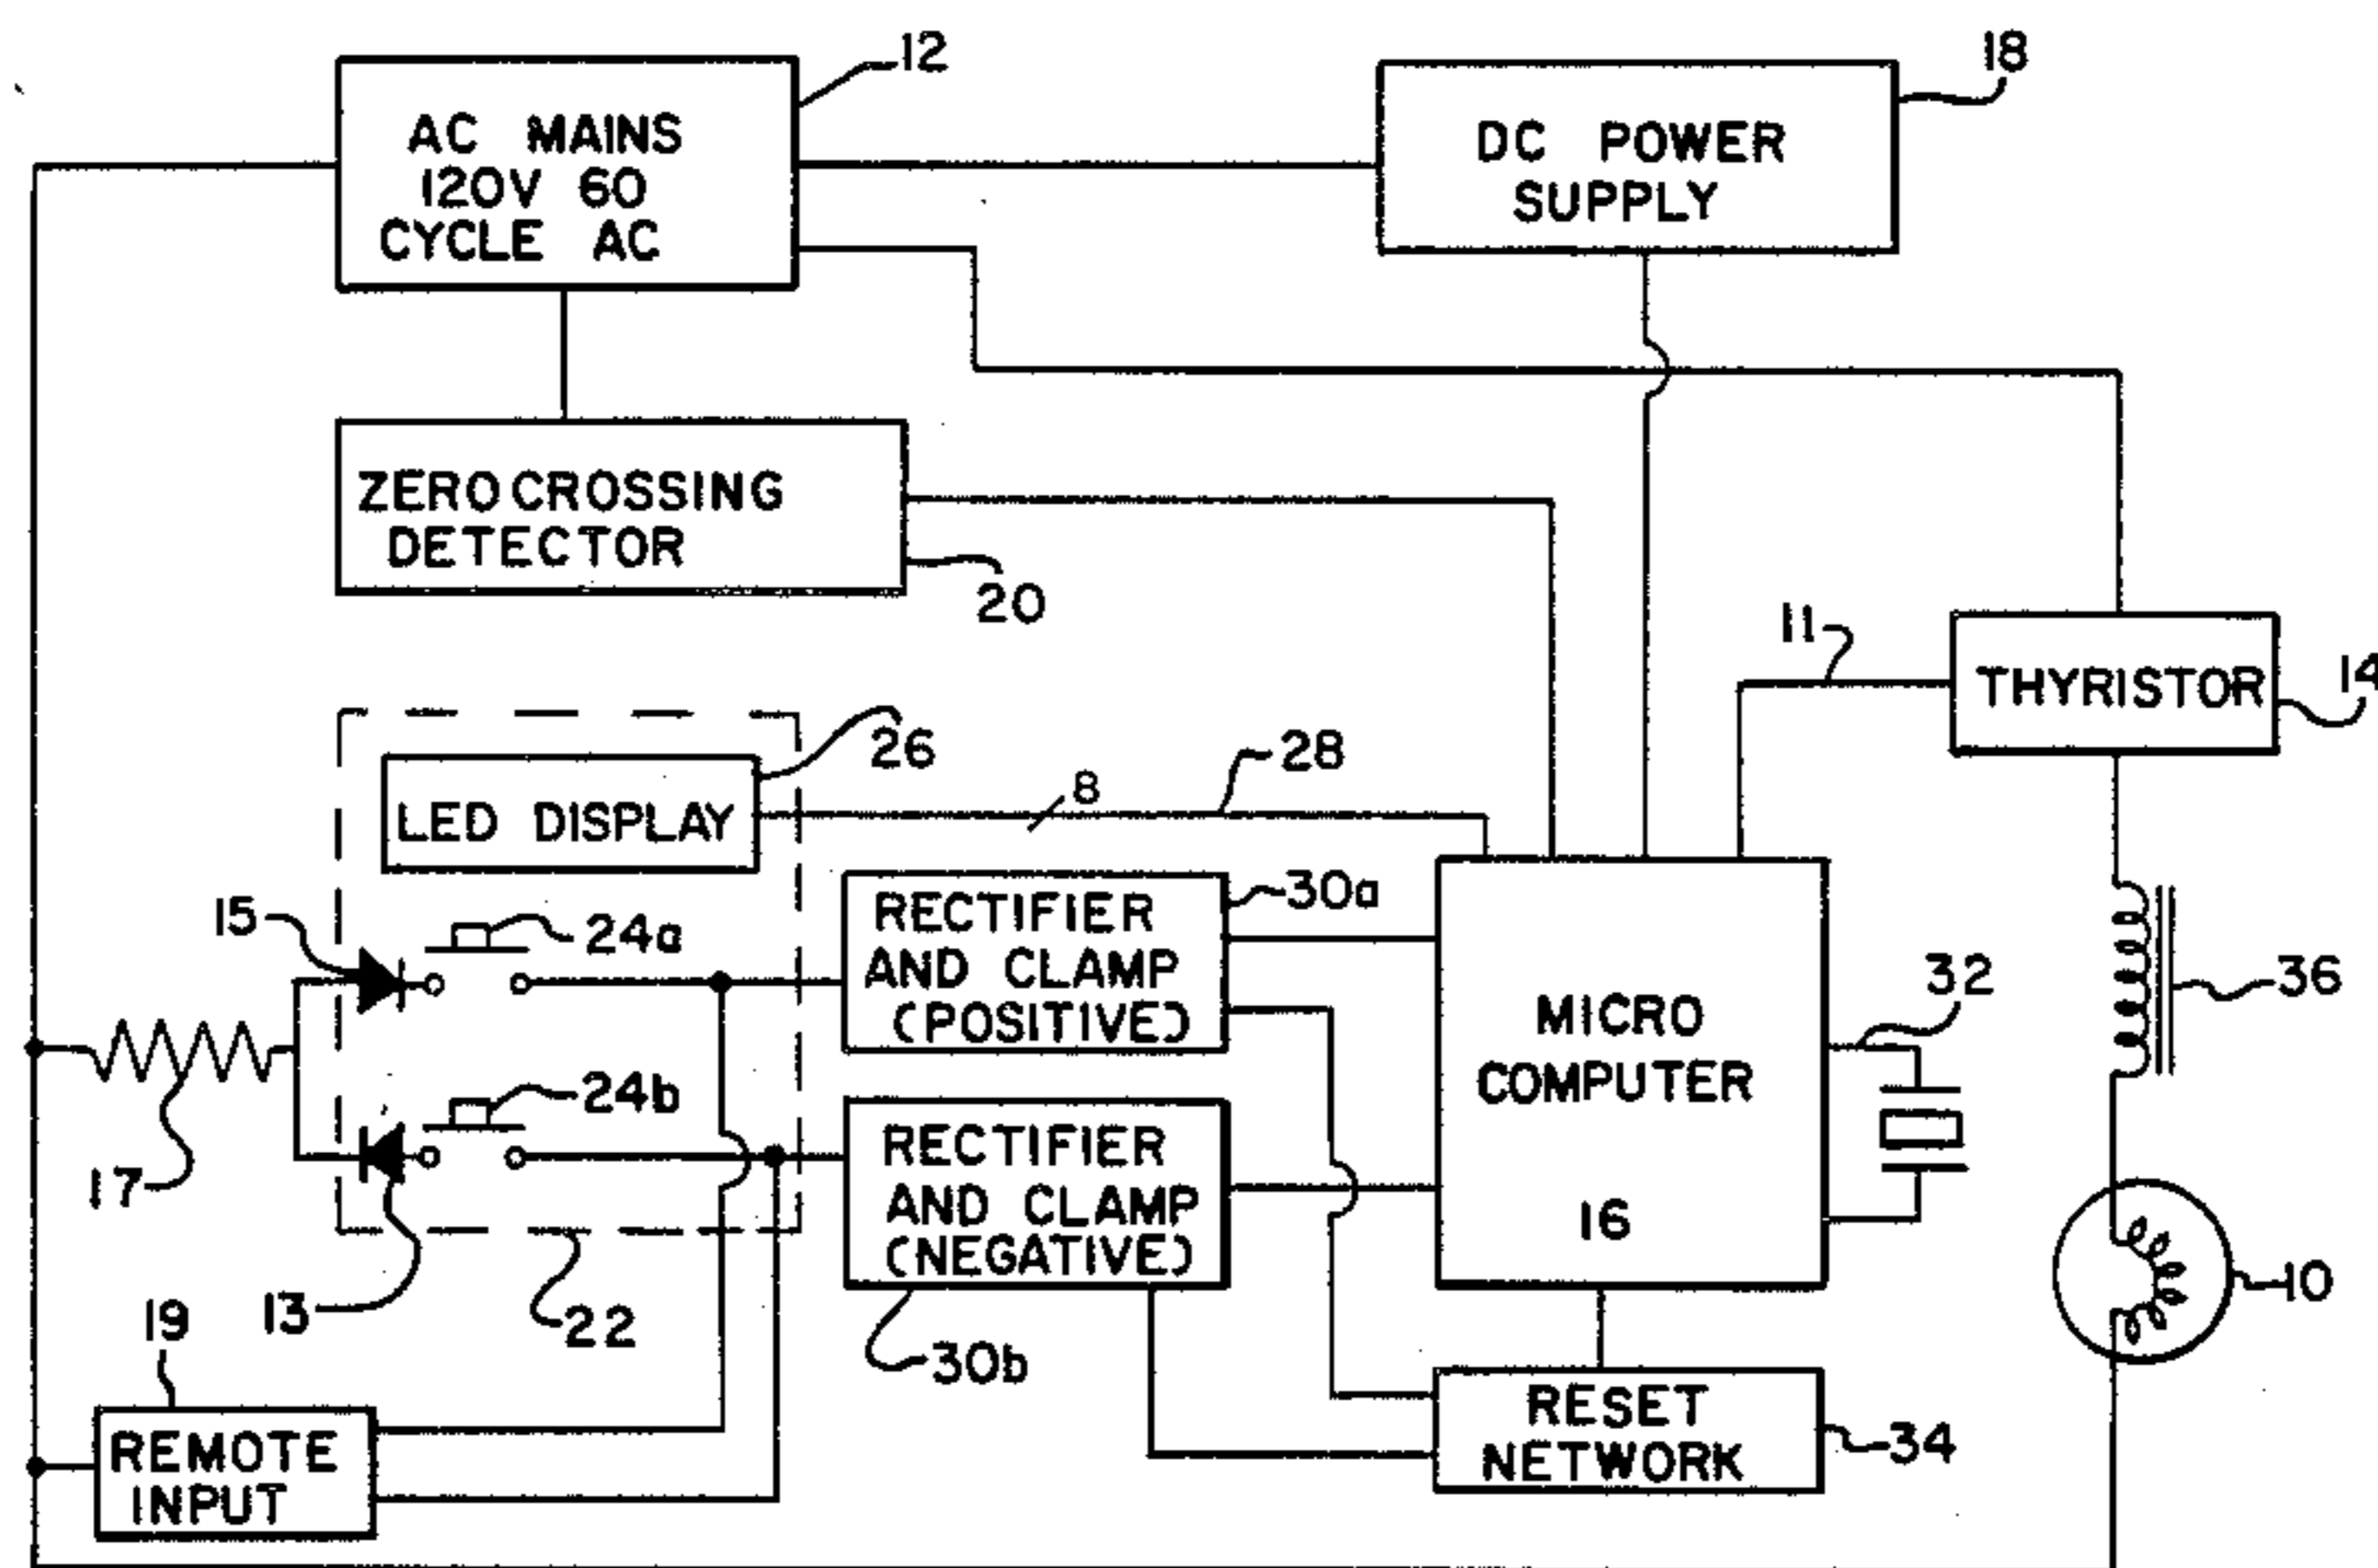 12
18
AC MAINS
120V 60
CYCLE AC
DC POWER
SUPPLY
ZERO CROSSING
DETECTOR
20
11
THYRISTOR
14
26
28
8
LED DISPLAY
15
24a
30a
RECTIFIER
AND CLAMP
(POSITIVE)
32
36
MICRO
COMPUTER
16
24b
17
RECTIFIER
AND CLAMP
(NEGATIVE)
13
22
19
30b
10
REMOTE
INPUT
RESET
NETWORK
34